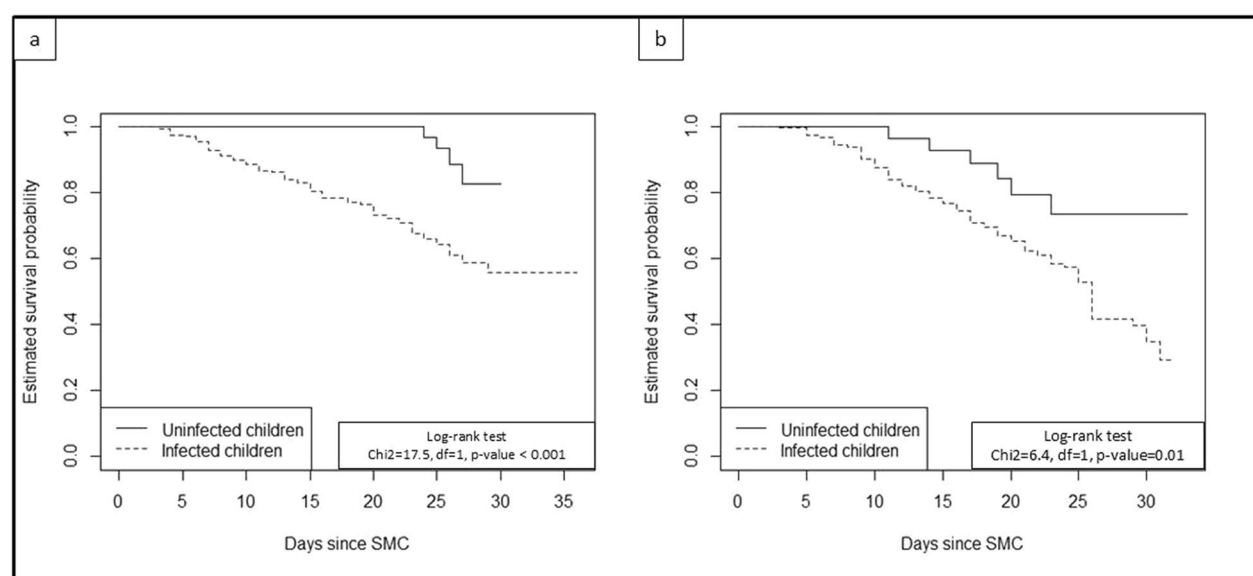 a
Estimated survival probability
1.0
0.8
0.6
0.4
0.2
0.0
Uninfected children
Infected children
Log-rank test
Chi2=17.5, df=1, p-value < 0.001
0 5 10 15 20 25 30 35
Days since SMC
b
Estimated survival probability
1.0
0.8
0.6
0.4
0.2
0.0
Uninfected children
Infected children
Log-rank test
Chi2=6.4, df=1, p-value=0.01
0 5 10 15 20 25 30
Days since SMC